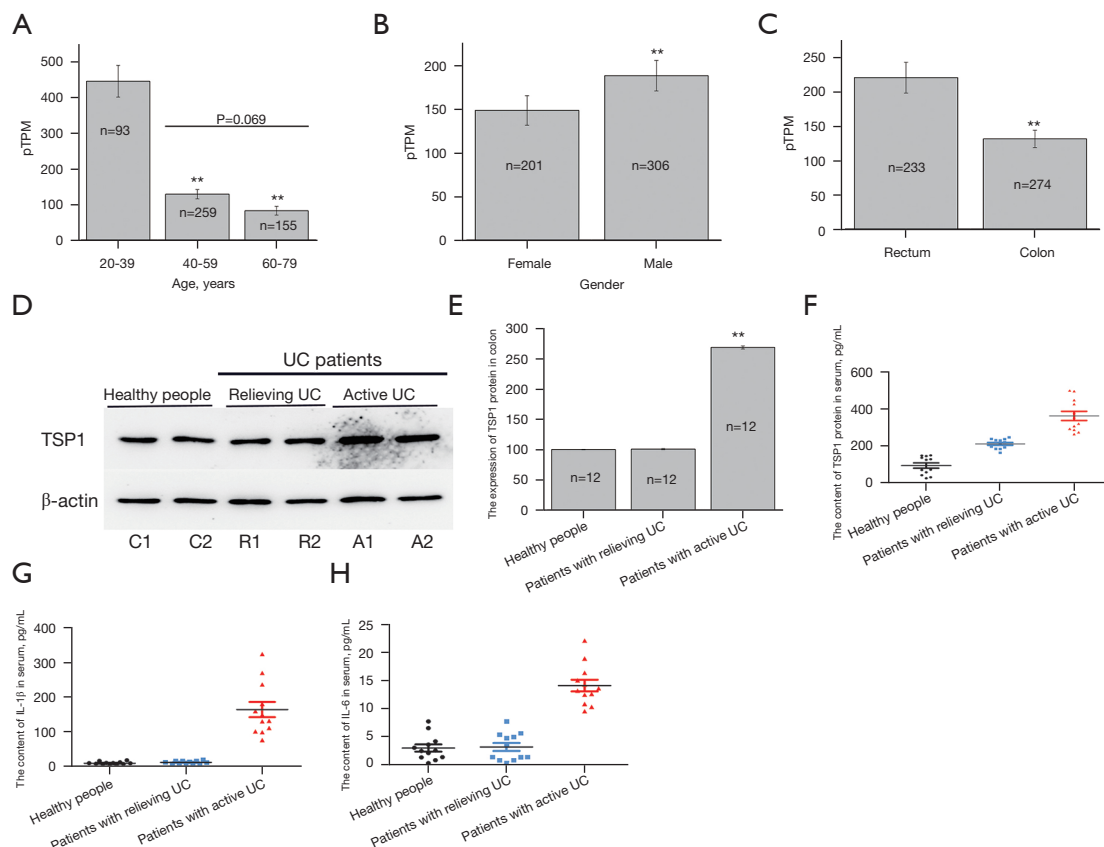 A
pTPM
600
500
400
300
200
100
0
n=93
P=0.069
**
n=259
**
n=155
20-39 40-59 60-79
Age, years
B
pTPM
200
150
100
50
0
n=201
**
n=306
Female Male
Gender
C
pTPM
250
200
150
100
50
0
n=233
**
n=274
Rectum Colon
D
UC patients
Healthy people Relieving UC Active UC
TSP1
β-actin
C1 C2 R1 R2 A1 A2
E
The expression of TSP1 protein in colon
300
250
200
150
100
50
0
n=12
n=12
**
n=12
Healthy people
Patients with relieving UC
Patients with active UC
F
The content of TSP1 protein in serum, pg/mL
600
400
200
0
Healthy people
Patients with relieving UC
Patients with active UC
G
The content of IL-1β in serum, pg/mL
400
300
200
100
0
Healthy people
Patients with relieving UC
Patients with active UC
H
The content of IL-6 in serum, pg/mL
25
20
15
10
5
0
Healthy people
Patients with relieving UC
Patients with active UC